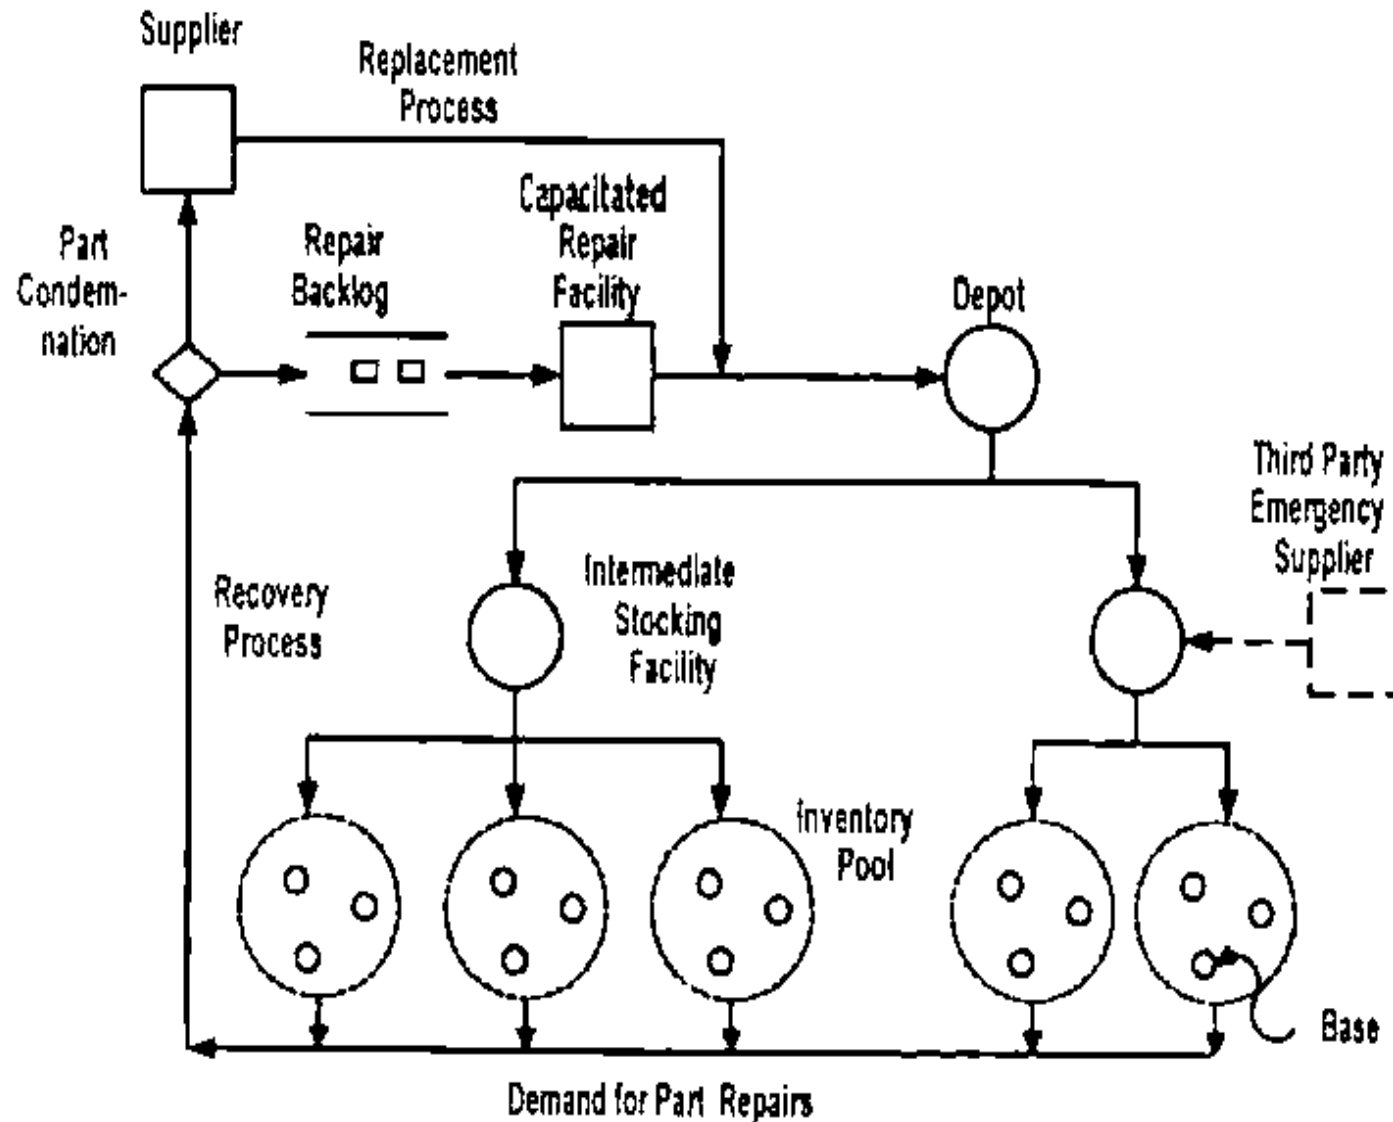 Supplier
Replacement
Process
Capacitated
Repair
Facility
Part
Condem-
nation
Repair
Backlog
Depot
Third Party
Emergency
Supplier
Recovery
Process
Intermediate
Stocking
Facility
Inventory
Pool
Base
Demand for Part Repairs